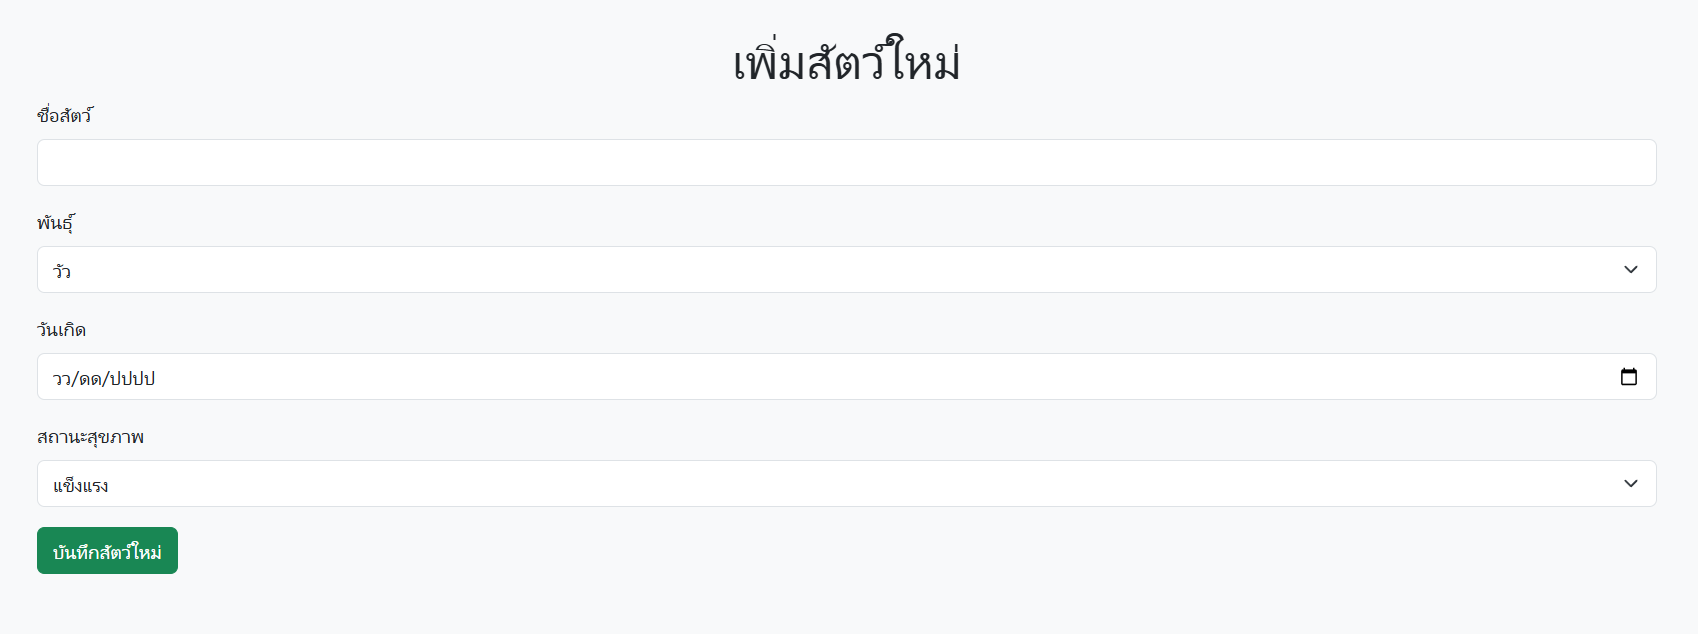 เพิ่มสัตว์ใหม่
ชื่อสัตว์
พันธุ์
วัว
วันเกิด
วว/ดด/ปปปป
สถานะสุขภาพ
แข็งแรง
บันทึกสัตว์ใหม่